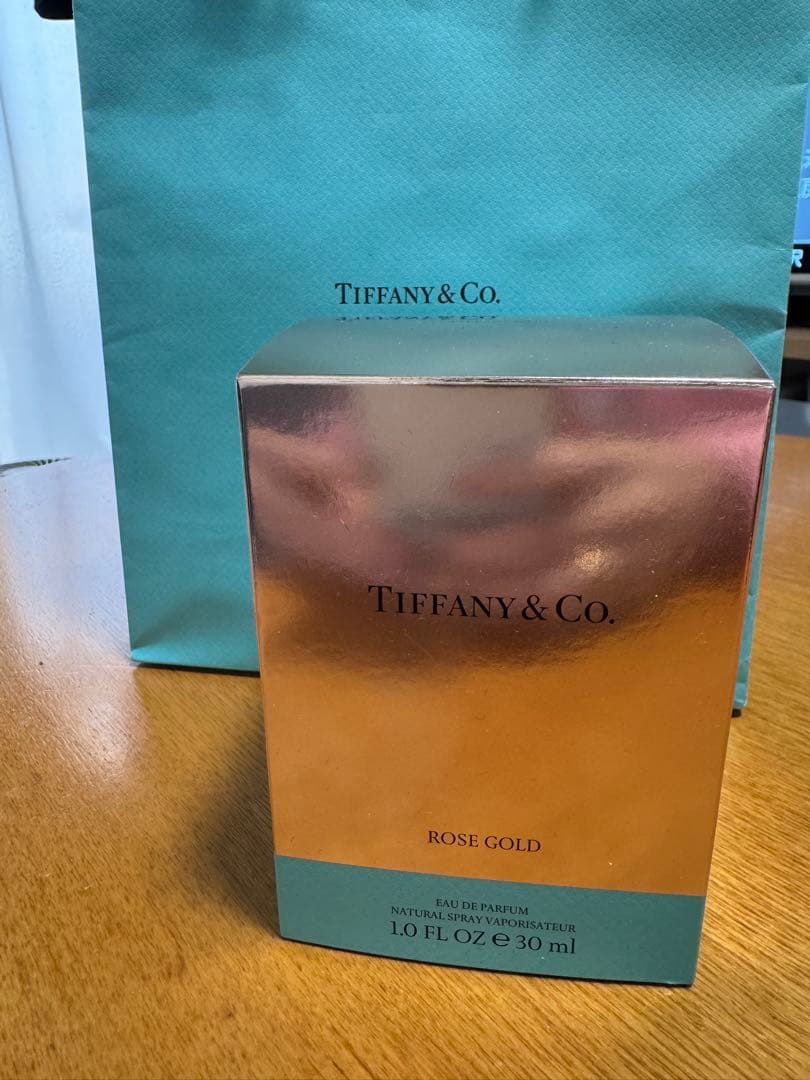 TIFFANY & CO.
TIFFANY & CO.
ROSE GOLD
EAU DE PARFUM
NATURAL SPRAY VAPORISATEUR
1.0 FL OZ ℮ 30 ml